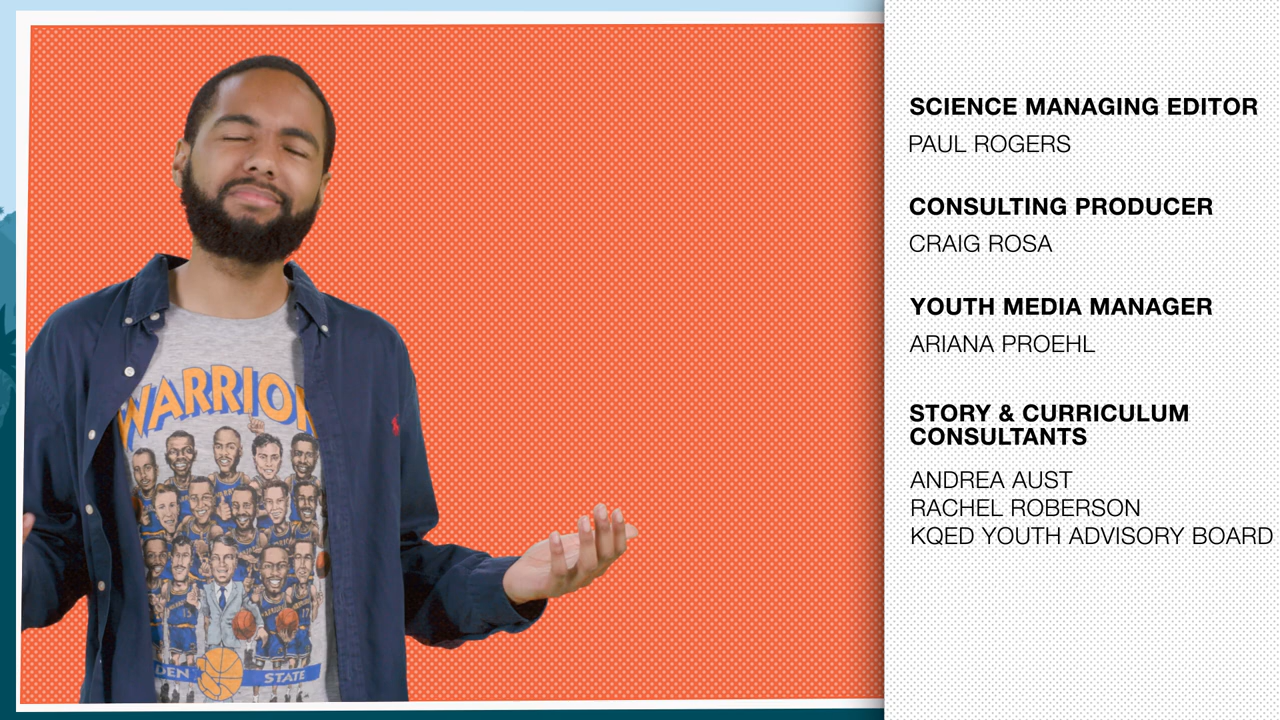 WARRIOR
DEN STATE
SCIENCE MANAGING EDITOR
PAUL ROGERS
CONSULTING PRODUCER
CRAIG ROSA
YOUTH MEDIA MANAGER
ARIANA PROEHL
STORY & CURRICULUM
CONSULTANTS
ANDREA AUST
RACHEL ROBERSON
KQED YOUTH ADVISORY BOARD